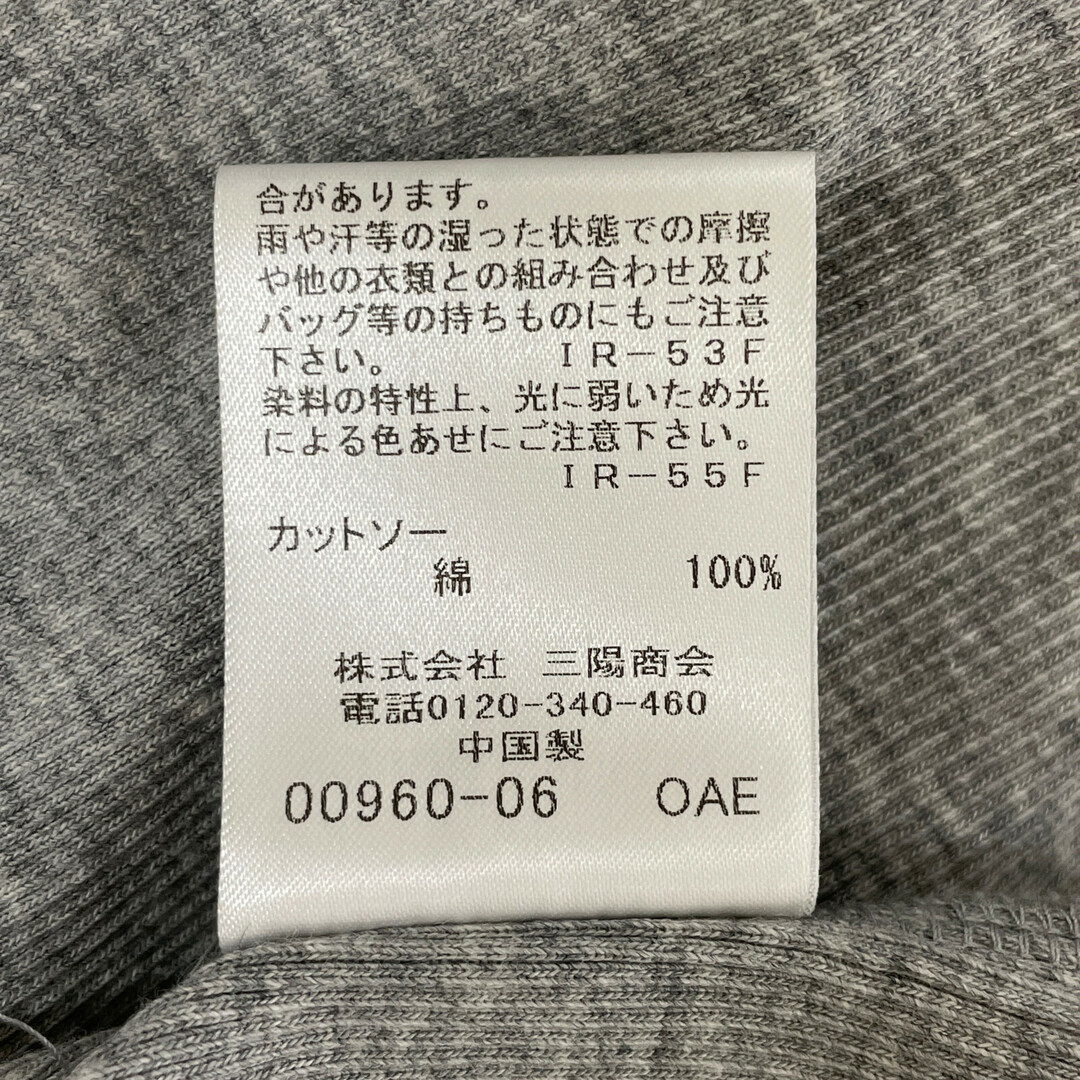 合があります。
雨や汗等の湿った状態での摩擦
や他の衣類との組み合わせ及び
バッグ等の持ちものにもご注意
下さい。 IR-53F
染料の特性上、光に弱いため光
による色あせにご注意下さい。
IR-55F
カットソー
綿 100%
株式会社 三陽商会
電話0120-340-460
中国製
00960-06 OAE